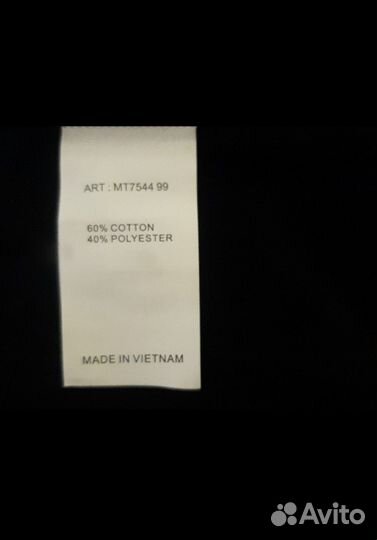 ART : MT7544 99
60% COTTON
40% POLYESTER
MADE IN VIETNAM
Avito